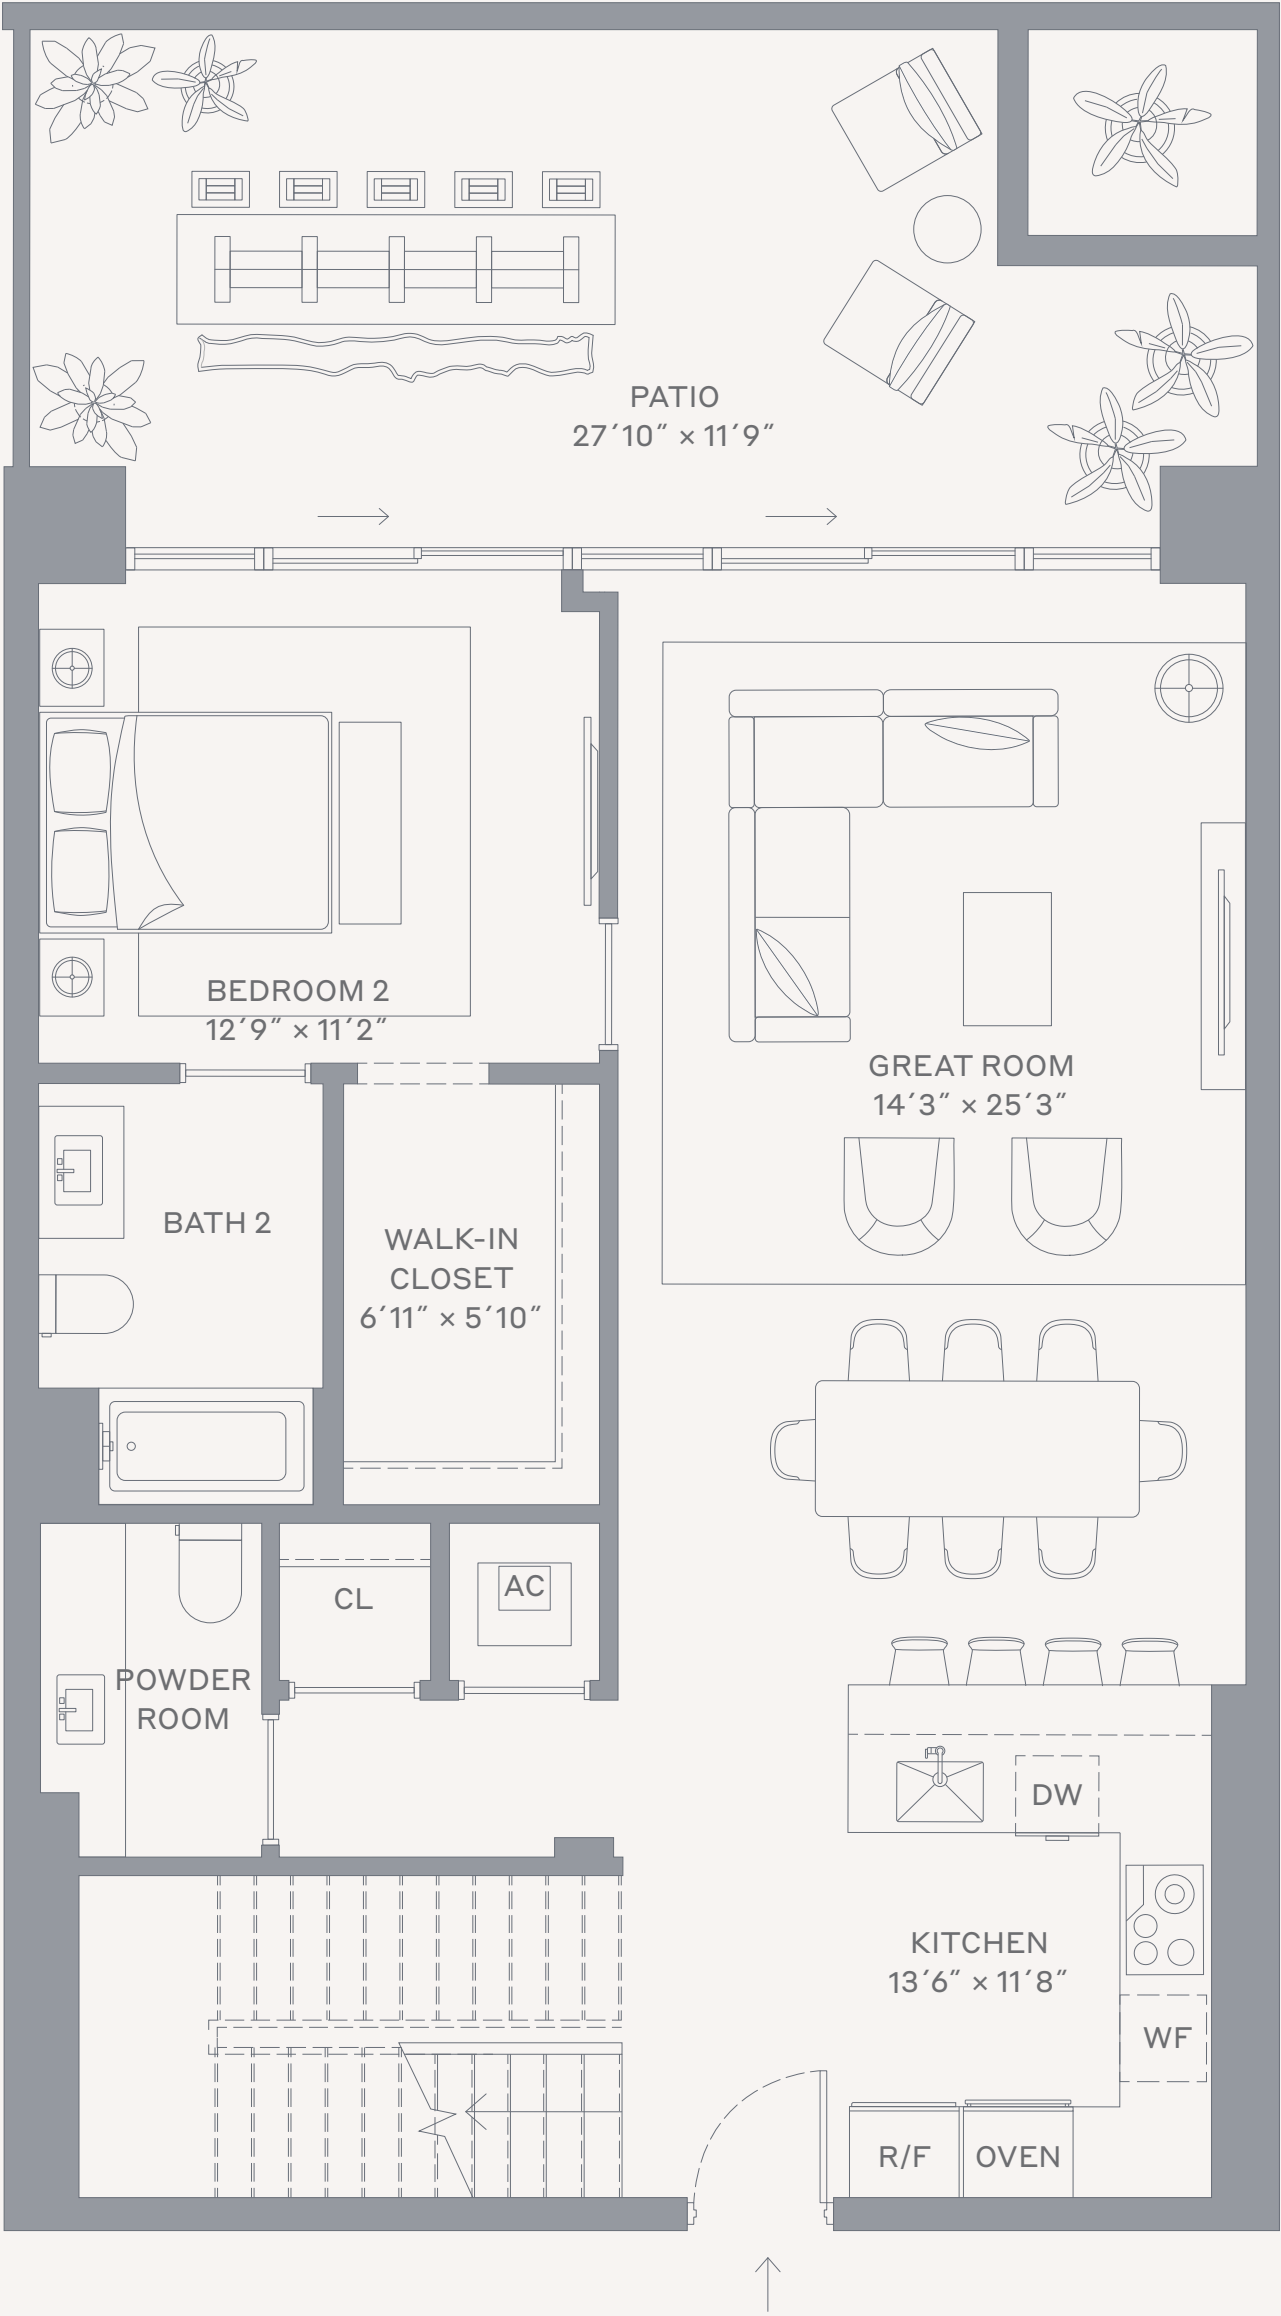 PATIO
27´10˝ × 11´9˝
BEDROOM 2
12´9˝ × 11´2˝
GREAT ROOM
14´3˝ × 25´3˝
BATH 2
WALK-IN
CLOSET
6´11˝ × 5´10˝
CL
AC
POWDER
ROOM
DW
KITCHEN
13´6˝ × 11´8˝
WF
R/F
OVEN